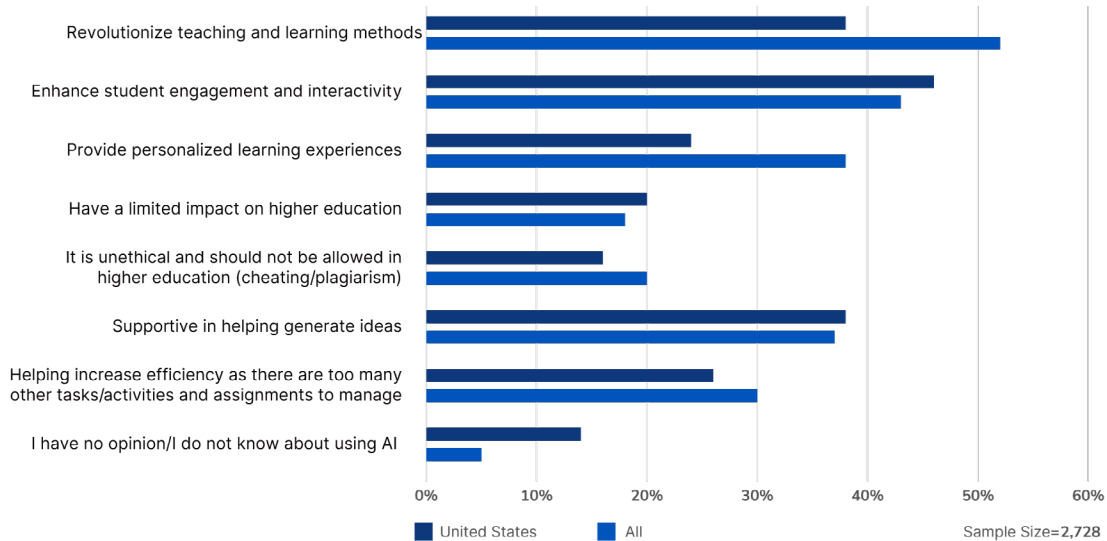 Revolutionize teaching and learning methods
Enhance student engagement and interactivity
Provide personalized learning experiences
Have a limited impact on higher education
It is unethical and should not be allowed in
higher education (cheating/plagiarism)
Supportive in helping generate ideas
Helping increase efficiency as there are too many
other tasks/activities and assignments to manage
I have no opinion/I do not know about using AI
0% 10% 20% 30% 40% 50% 60%
United States All Sample Size=2,728